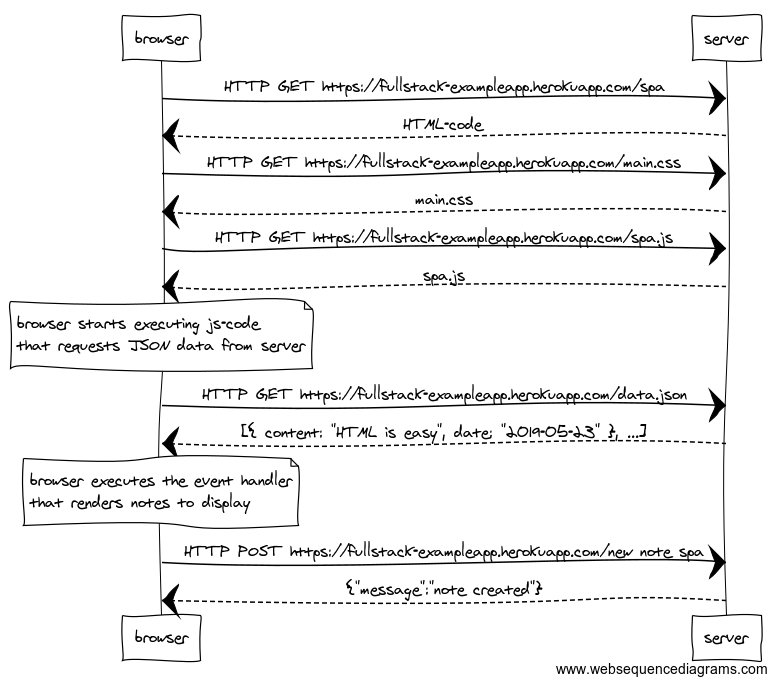 browser
server
HTTP GET https://fullstack-exampleapp.herokuapp.com/spa
HTML-code
HTTP GET https://fullstack-exampleapp.herokuapp.com/main.css
main.css
HTTP GET https://fullstack-exampleapp.herokuapp.com/spa.js
spa.js
browser starts executing js-code
that requests JSON data from server
HTTP GET https://fullstack-exampleapp.herokuapp.com/data.json
[{ content: "HTML is easy", date: "2019-05-23" }, ...]
browser executes the event handler
that renders notes to display
HTTP POST https://fullstack-exampleapp.herokuapp.com/new_note_spa
{"message":"note created"}
browser
server
www.websequencediagrams.com